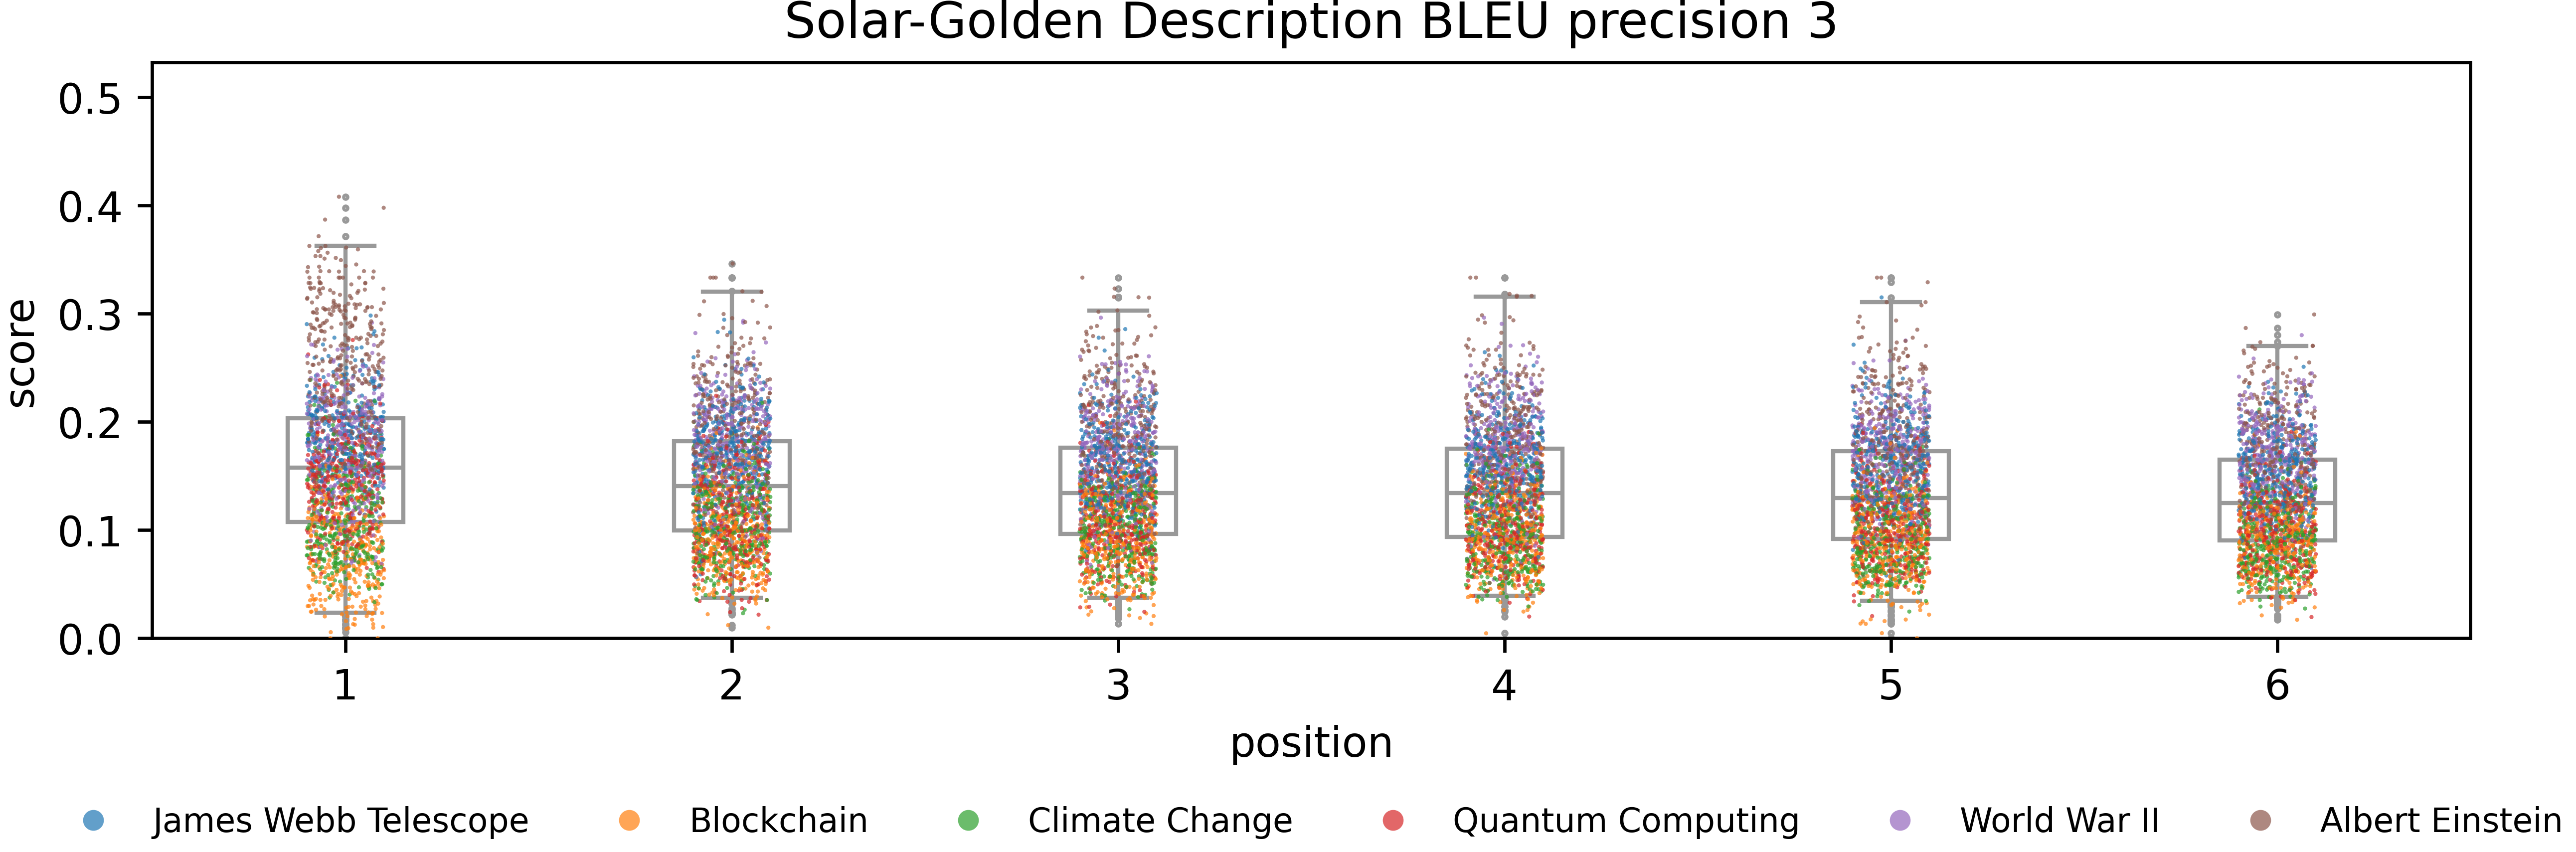 Solar-Golden Description BLEU precision 3
0.5
0.4
0.3
0.2
0.1
0.0
score
1 2 3 4 5 6
position
James Webb Telescope Blockchain Climate Change Quantum Computing World War II Albert Einstein